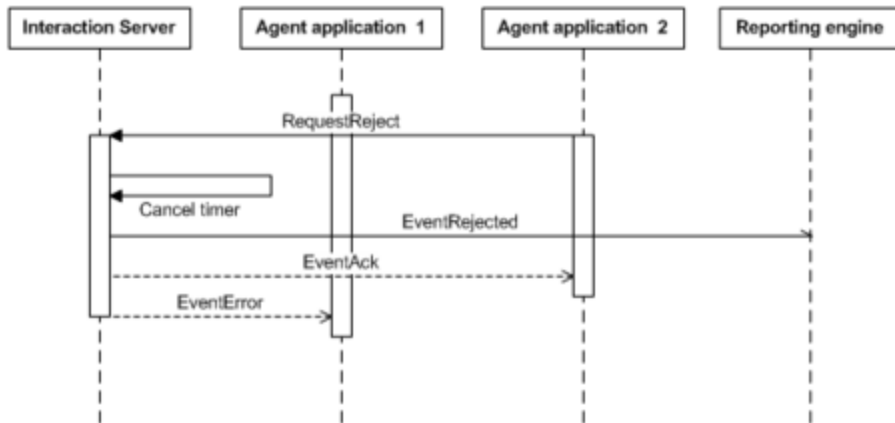 Interaction Server
Agent application 1
Agent application 2
Reporting engine
RequestReject
Cancel timer
EventRejected
EventAck
EventError